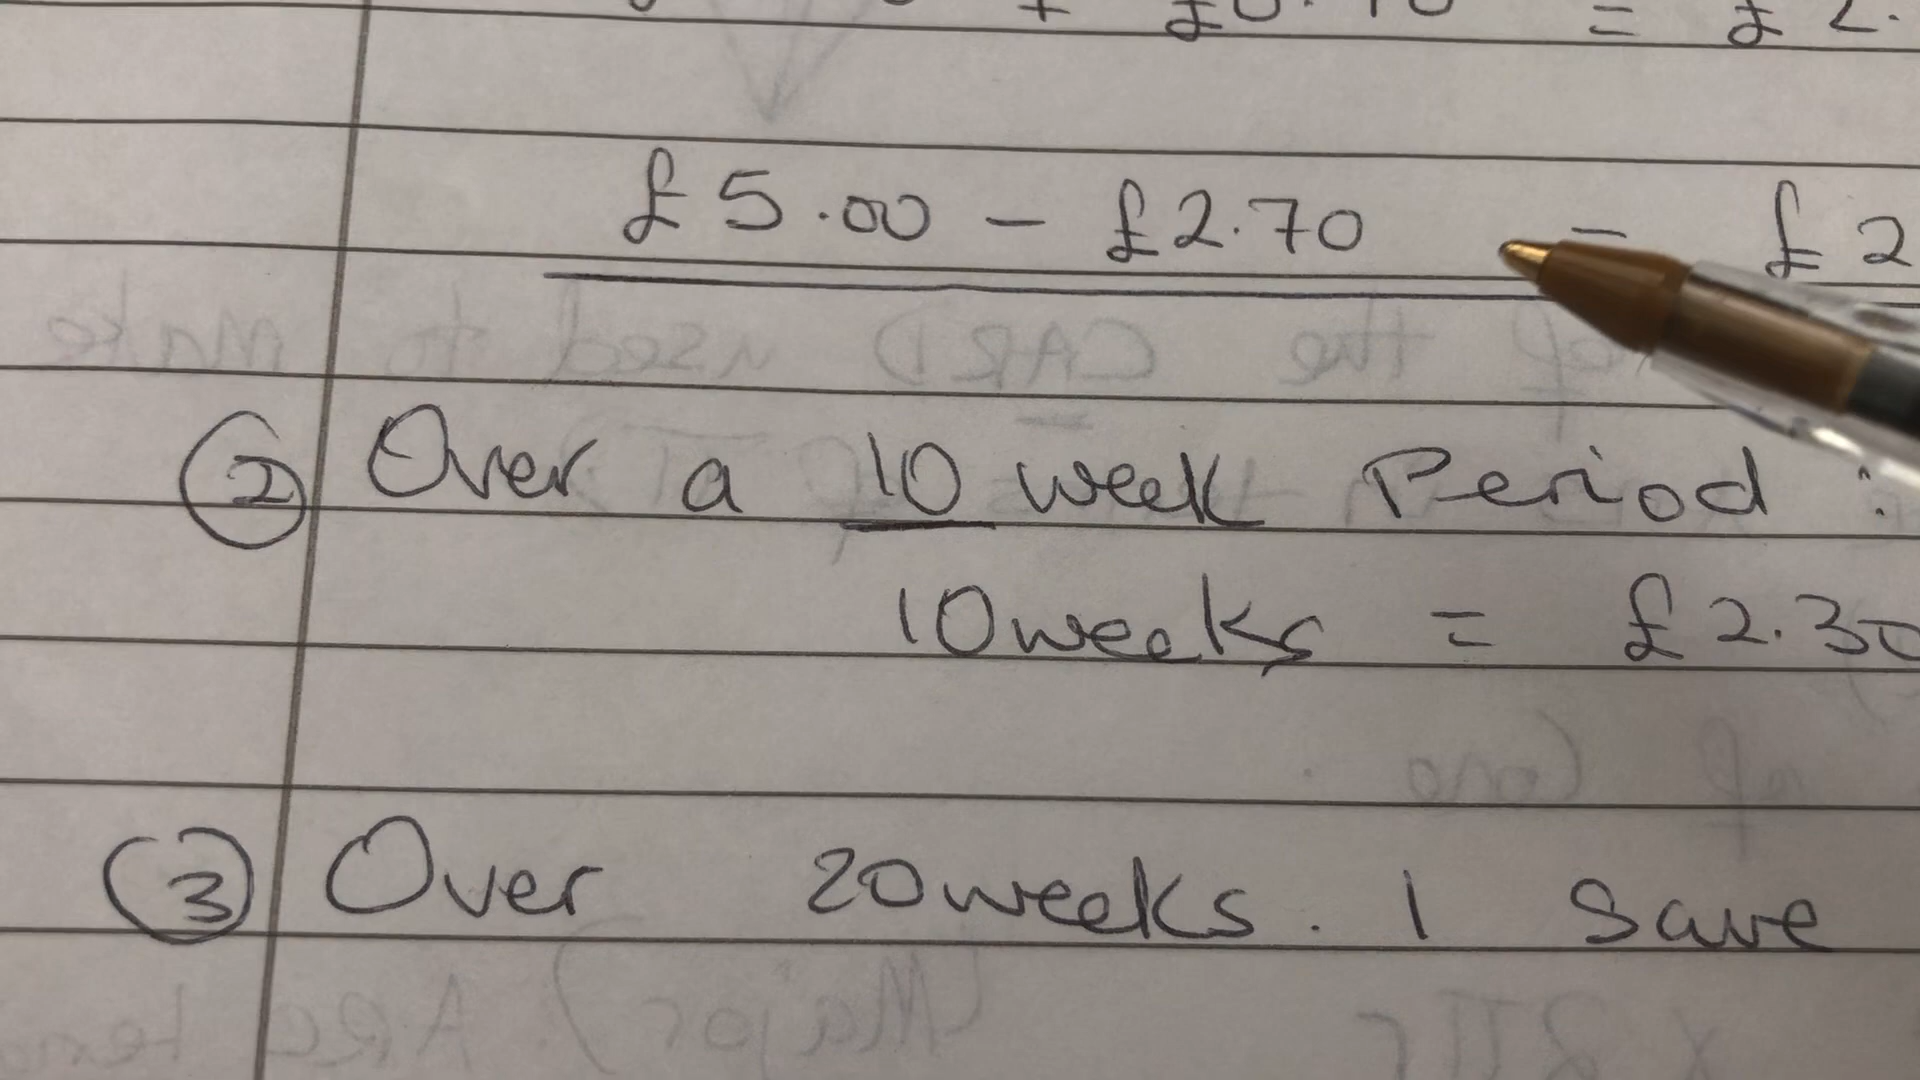 £5.00 - £2.70 = £2
② Over a 10 week Period :
10weeks = £2.30
③ Over 20weeks. I save